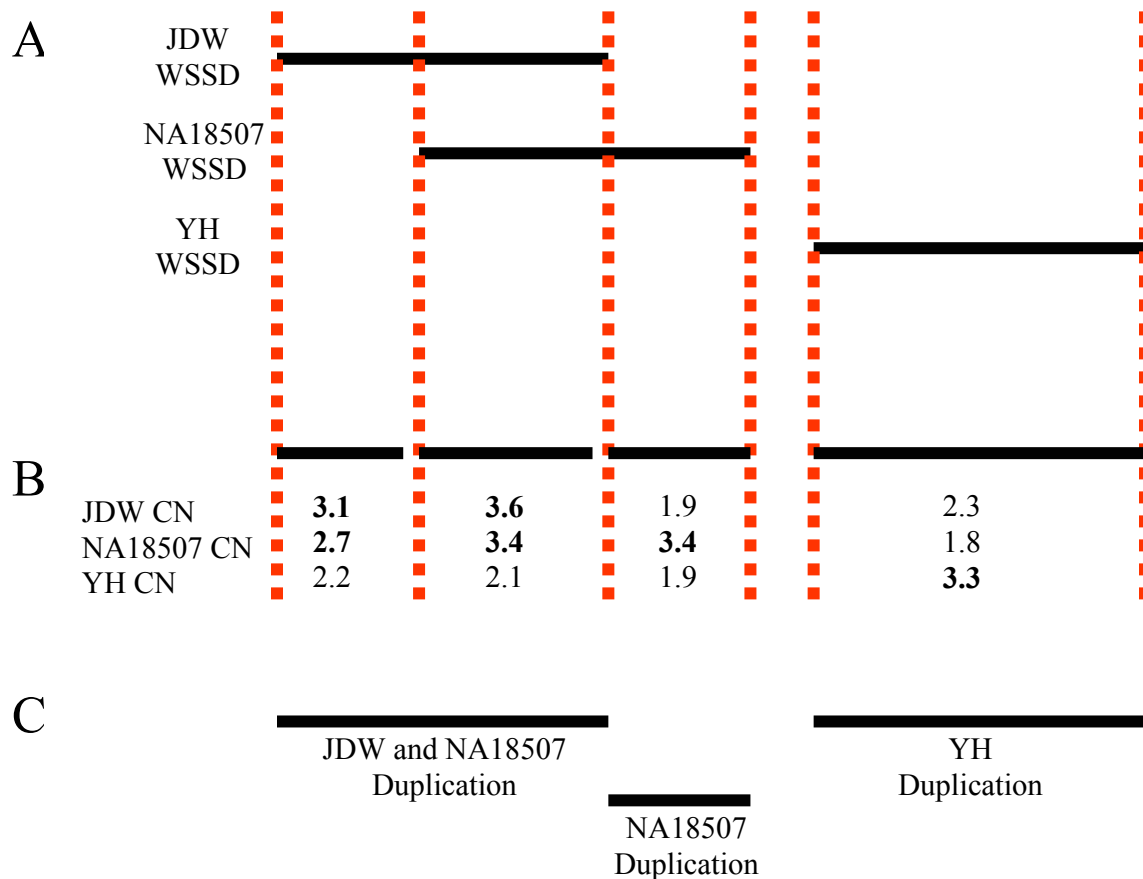 A
JDW
WSSD
NA18507
WSSD
YH
WSSD
B
JDW CN 3.1 3.6 1.9 2.3
NA18507 CN 2.7 3.4 3.4 1.8
YH CN 2.2 2.1 1.9 3.3
C
JDW and NA18507
Duplication
YH
Duplication
NA18507
Duplication